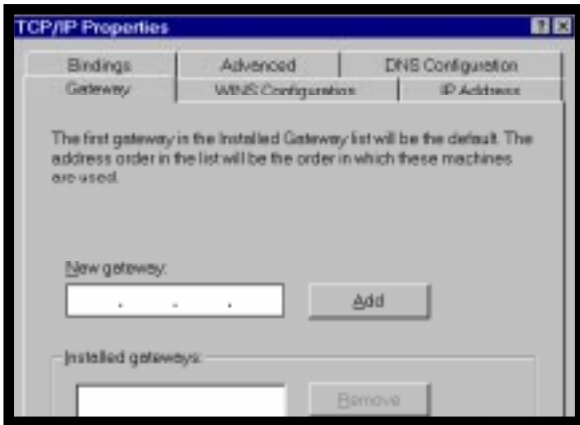 TCP/IP Properties
Bindings Advanced DNS Configuration
Gateway WINS Configuration IP Address
The first gateway in the Installed Gateway list will be the default. The
address order in the list will be the order in which these machines
are used.
New gateway:
. . .
Add
Installed gateways:
Remove